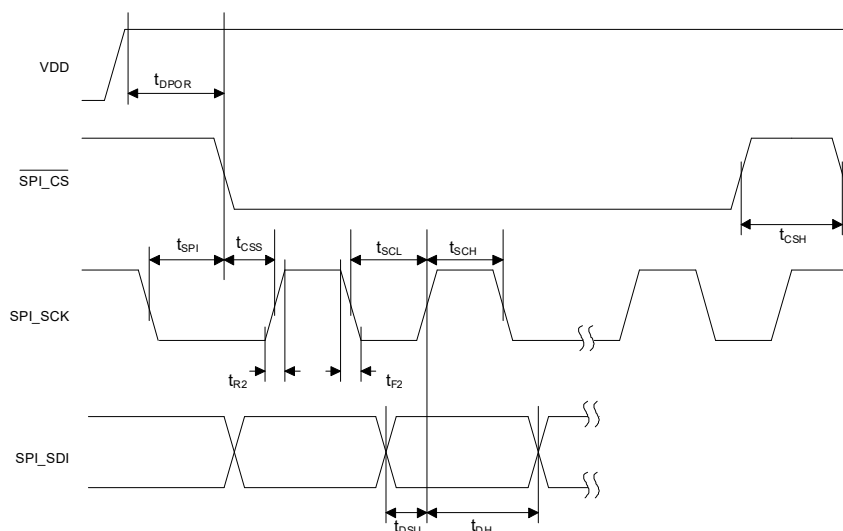 VDD
tDPOR
SPI_CS
tSPI
tCSS
tSCL
tSCH
tCSH
SPI_SCK
tR2
tF2
SPI_SDI
tDSU
tDH